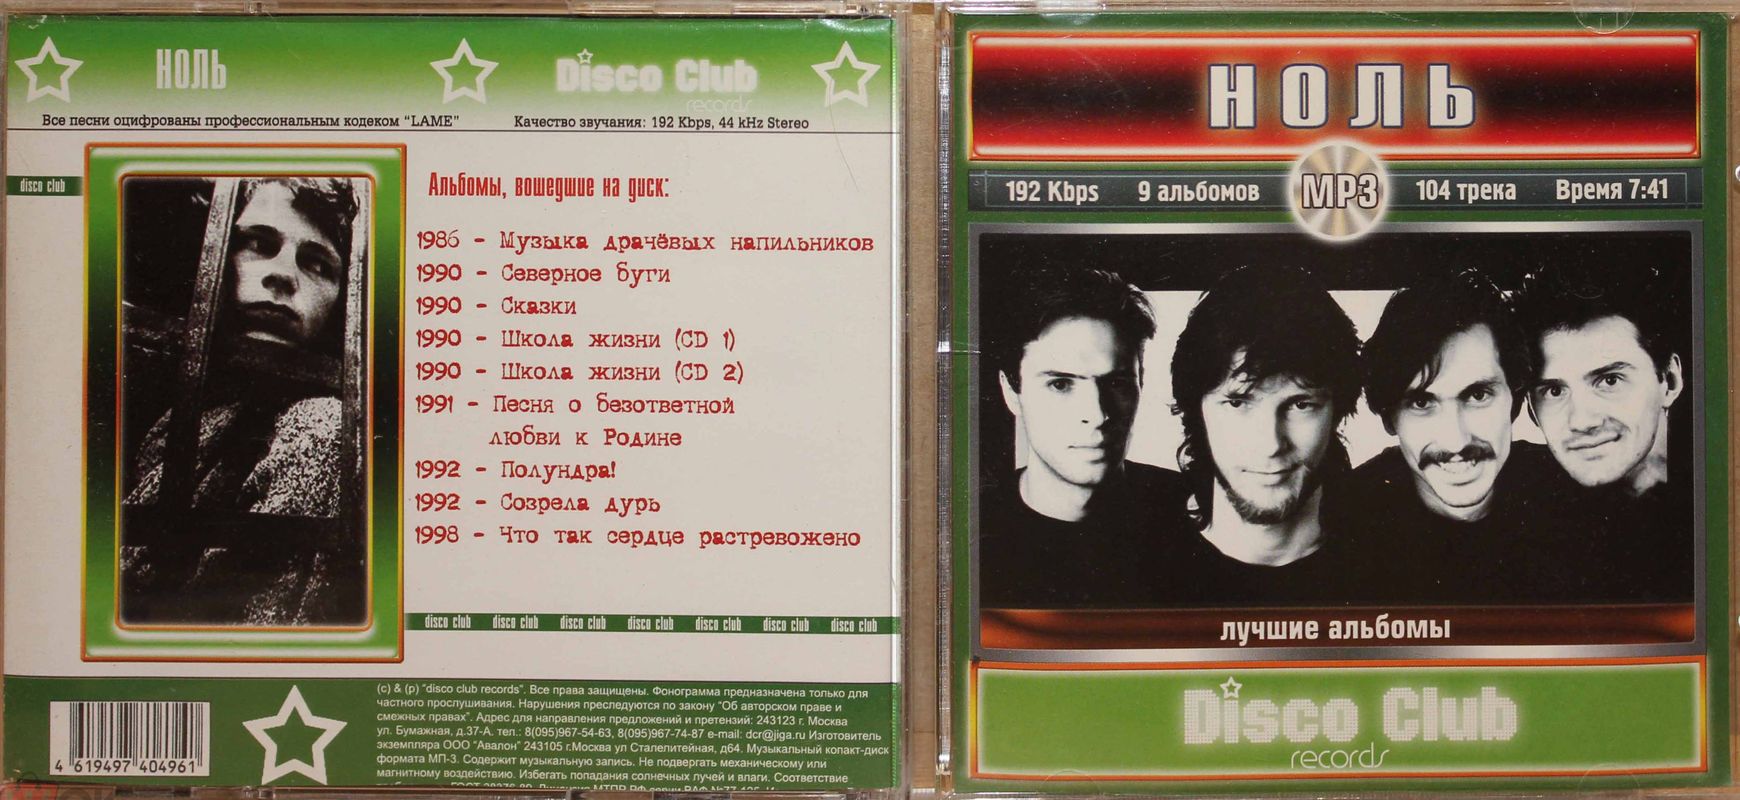 НОЛЬ
Disco Club
records
Все песни оцифрованы профессиональным кодеком "LAME"
Качество звучания: 192 Kbps, 44 kHz Stereo
disco club
Альбомы, вошедшие на диск:
1986 - Музыка драчёвых напильников
1990 - Северное буги
1990 - Сказки
1990 - Школа жизни (CD 1)
1990 - Школа жизни (CD 2)
1991 - Песня о безответной
любви к Родине
1992 - Полундра!
1992 - Созрела дурь
1998 - Что так сердце растревожено
disco club disco club disco club disco club disco club disco club disco club
4 619497 404961
(c) & (p) "disco club records". Все права защищены. Фонограмма предназначена только для
частного прослушивания. Нарушения преследуются по закону "Об авторском праве и
смежных правах". Адрес для направления предложений и претензий: 243123 г. Москва
ул. Бумажная, д.37-А. тел.: 8(095)967-54-63, 8(095)967-74-87 e-mail: dcr@jiga.ru Изготовитель
экземпляра ООО "Авалон" 243105 г.Москва ул Сталелитейная, д64. Музыкальный копакт-диск
формата МП-3. Содержит музыкальную запись. Не подвергать механическому или
магнитному воздействию. Избегать попадания солнечных лучей и влаги. Соответствие
НОЛЬ
192 Kbps 9 альбомов MP3 104 трека Время 7:41
лучшие альбомы
Disco Club
records